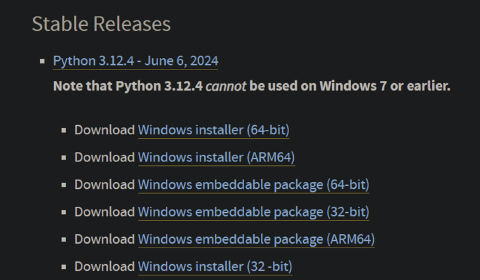 Stable Releases
Python 3.12.4 - June 6, 2024
Note that Python 3.12.4 cannot be used on Windows 7 or earlier.
Download Windows installer (64-bit)
Download Windows installer (ARM64)
Download Windows embeddable package (64-bit)
Download Windows embeddable package (32-bit)
Download Windows embeddable package (ARM64)
Download Windows installer (32 -bit)